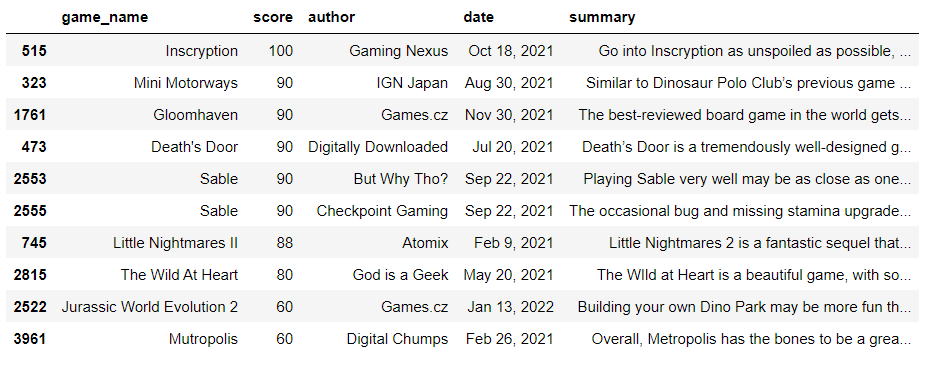 game_name score author date summary
515 Inscryption 100 Gaming Nexus Oct 18, 2021 Go into Inscryption as unspoiled as possible, ...
323 Mini Motorways 90 IGN Japan Aug 30, 2021 Similar to Dinosaur Polo Club’s previous game ...
1761 Gloomhaven 90 Games.cz Nov 30, 2021 The best-reviewed board game in the world gets...
473 Death's Door 90 Digitally Downloaded Jul 20, 2021 Death’s Door is a tremendously well-designed g...
2553 Sable 90 But Why Tho? Sep 22, 2021 Playing Sable very well may be as close as one...
2555 Sable 90 Checkpoint Gaming Sep 22, 2021 The occasional bug and missing stamina upgrade...
745 Little Nightmares II 88 Atomix Feb 9, 2021 Little Nightmares 2 is a fantastic sequel that...
2815 The Wild At Heart 80 God is a Geek May 20, 2021 The WIld at Heart is a beautiful game, with so...
2522 Jurassic World Evolution 2 60 Games.cz Jan 13, 2022 Building your own Dino Park may be more fun th...
3961 Mutropolis 60 Digital Chumps Feb 26, 2021 Overall, Metropolis has the bones to be a grea...